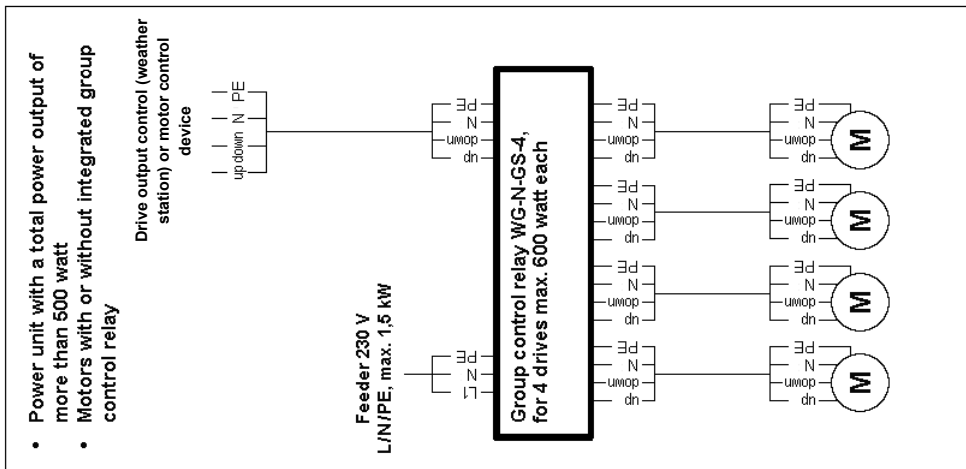 • Power unit with a total power output of
more than 500 watt
• Motors with or without integrated group
control relay
Drive output control (weather
station) or motor control
device
up down N PE
up
down
N
PE
Feeder 230 V
L/N/PE, max. 1,5 kW
L1
N
PE
Group control relay WG-N-GS-4,
for 4 drives max. 600 watt each
PE
N
down
up
PE
N
down
up
M
PE
N
down
up
PE
N
down
up
M
PE
N
down
up
PE
N
down
up
M
PE
N
down
up
PE
N
down
up
M